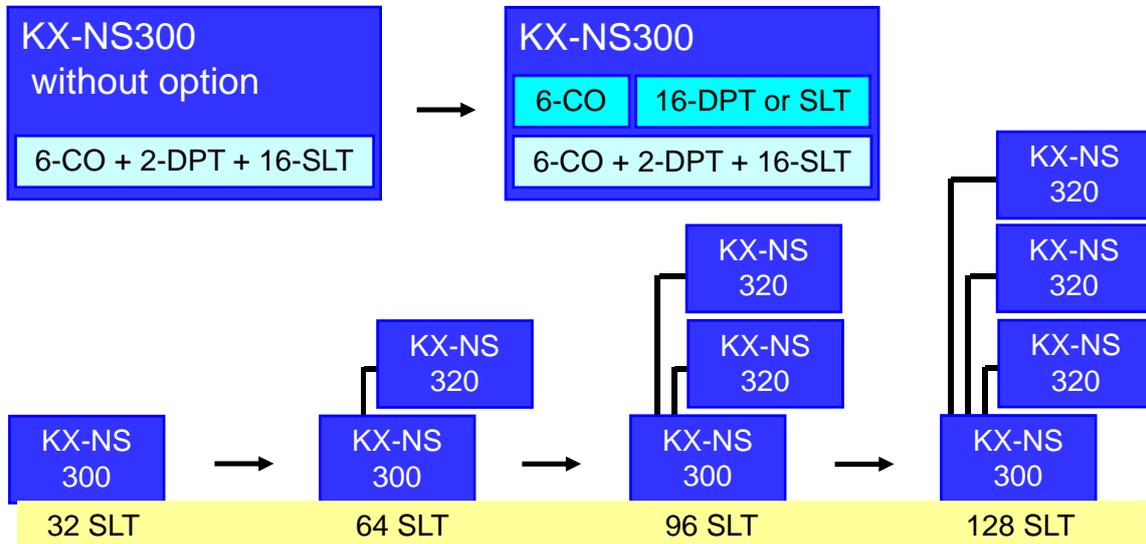 KX-NS300
without option
6-CO + 2-DPT + 16-SLT
KX-NS300
6-CO
16-DPT or SLT
6-CO + 2-DPT + 16-SLT
KX-NS
300
32 SLT
KX-NS
320
KX-NS
300
64 SLT
KX-NS
320
KX-NS
320
KX-NS
300
96 SLT
KX-NS
320
KX-NS
320
KX-NS
320
KX-NS
300
128 SLT